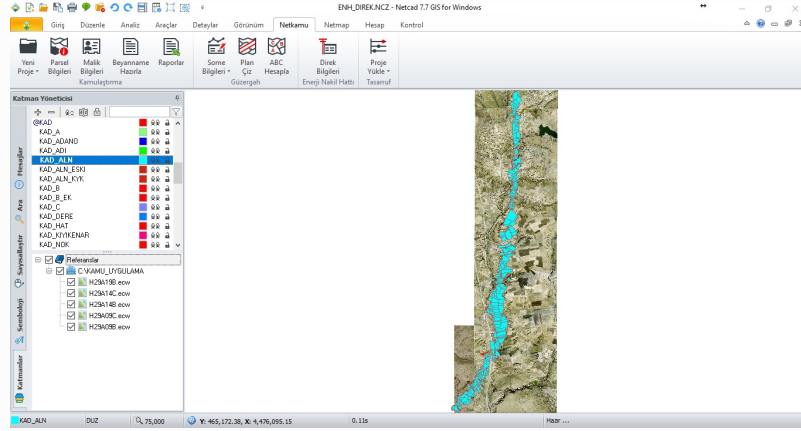 ENH_DIREK.NCZ - Netcad 7.7 GIS for Windows
Giriş Düzenle Analiz Araçlar Detaylar Görünüm Netkamu Netmap Hesap Kontrol
Yeni Proje Parsel Bilgileri Malik Bilgileri Beyanname Hazırla Raporlar Some Bilgileri Plan Çiz ABC Hesapla Direk Bilgileri Proje Yükle
Kamulaştırma Güzergah Enerji Nakil Hattı Tasarruf
Katman Yöneticisi
@KAD
KAD_A
KAD_ADANO
KAD_ADI
KAD_ALN
KAD_ALN_ESKI
KAD_ALN_KYK
KAD_B
KAD_B_EK
KAD_C
KAD_DERE
KAD_HAT
KAD_KIYIKENAR
KAD_NOK
Referanslar
C:\KAMU_UYGULAMA
H29A19B.ecw
H29A14C.ecw
H29A14B.ecw
H29A09C.ecw
H29A09B.ecw
Mesajlar
Ara
Sayısallaştır
Semboloji
Katmanlar
KAD_ALN DUZ 75,000 Y: 465,172.38, X: 4,476,095.15 0.11s Hazır ...